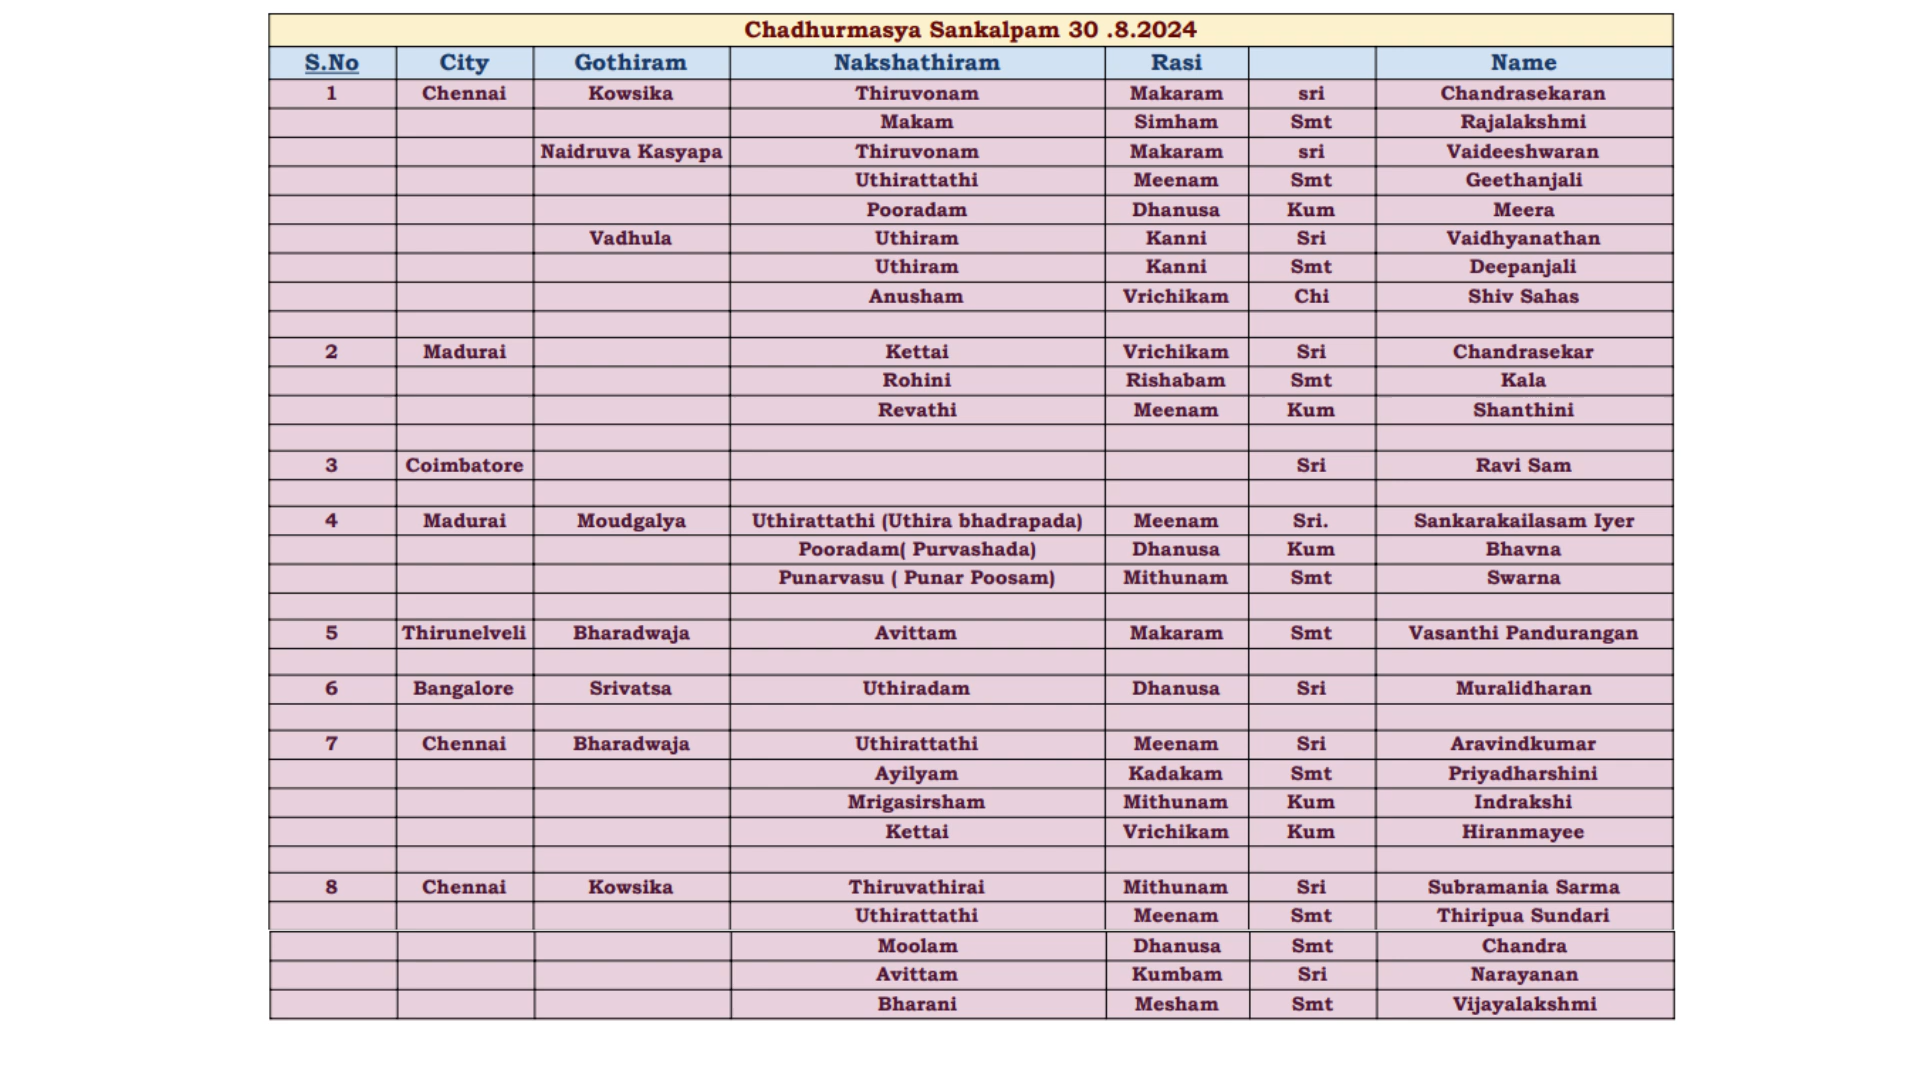 Chadhurmasya Sankalpam 30 .8.2024
S.No City Gothiram Nakshathiram Rasi Name
1 Chennai Kowsika Thiruvonam Makaram sri Chandrasekaran
Makam Simham Smt Rajalakshmi
Naidruva Kasyapa Thiruvonam Makaram sri Vaideeshwaran
Uthirattathi Meenam Smt Geethanjali
Pooradam Dhanusa Kum Meera
Vadhula Uthiram Kanni Sri Vaidhyanathan
Uthiram Kanni Smt Deepanjali
Anusham Vrichikam Chi Shiv Sahas
2 Madurai Kettai Vrichikam Sri Chandrasekar
Rohini Rishabam Smt Kala
Revathi Meenam Kum Shanthini
3 Coimbatore Sri Ravi Sam
4 Madurai Moudgalya Uthirattathi (Uthira bhadrapada) Meenam Sri. Sankarakailasam Iyer
Pooradam( Purvashada) Dhanusa Kum Bhavna
Punarvasu ( Punar Poosam) Mithunam Smt Swarna
5 Thirunelveli Bharadwaja Avittam Makaram Smt Vasanthi Pandurangan
6 Bangalore Srivatsa Uthiradam Dhanusa Sri Muralidharan
7 Chennai Bharadwaja Uthirattathi Meenam Sri Aravindkumar
Ayilyam Kadakam Smt Priyadharshini
Mrigasirsham Mithunam Kum Indrakshi
Kettai Vrichikam Kum Hiranmayee
8 Chennai Kowsika Thiruvathirai Mithunam Sri Subramania Sarma
Uthirattathi Meenam Smt Thiripua Sundari
Moolam Dhanusa Smt Chandra
Avittam Kumbam Sri Narayanan
Bharani Mesham Smt Vijayalakshmi